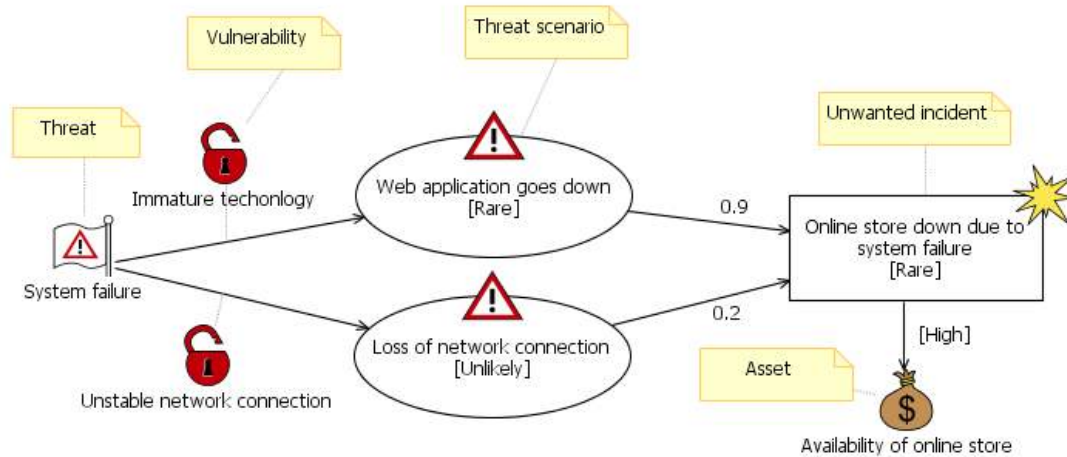 Vulnerability
Threat scenario
Threat
Unwanted incident
Immature techonlogy
Web application goes down
[Rare]
0.9
Online store down due to
system failure
[Rare]
System failure
Loss of network connection
[Unlikely]
0.2
[High]
Unstable network connection
Asset
$
Availability of online store